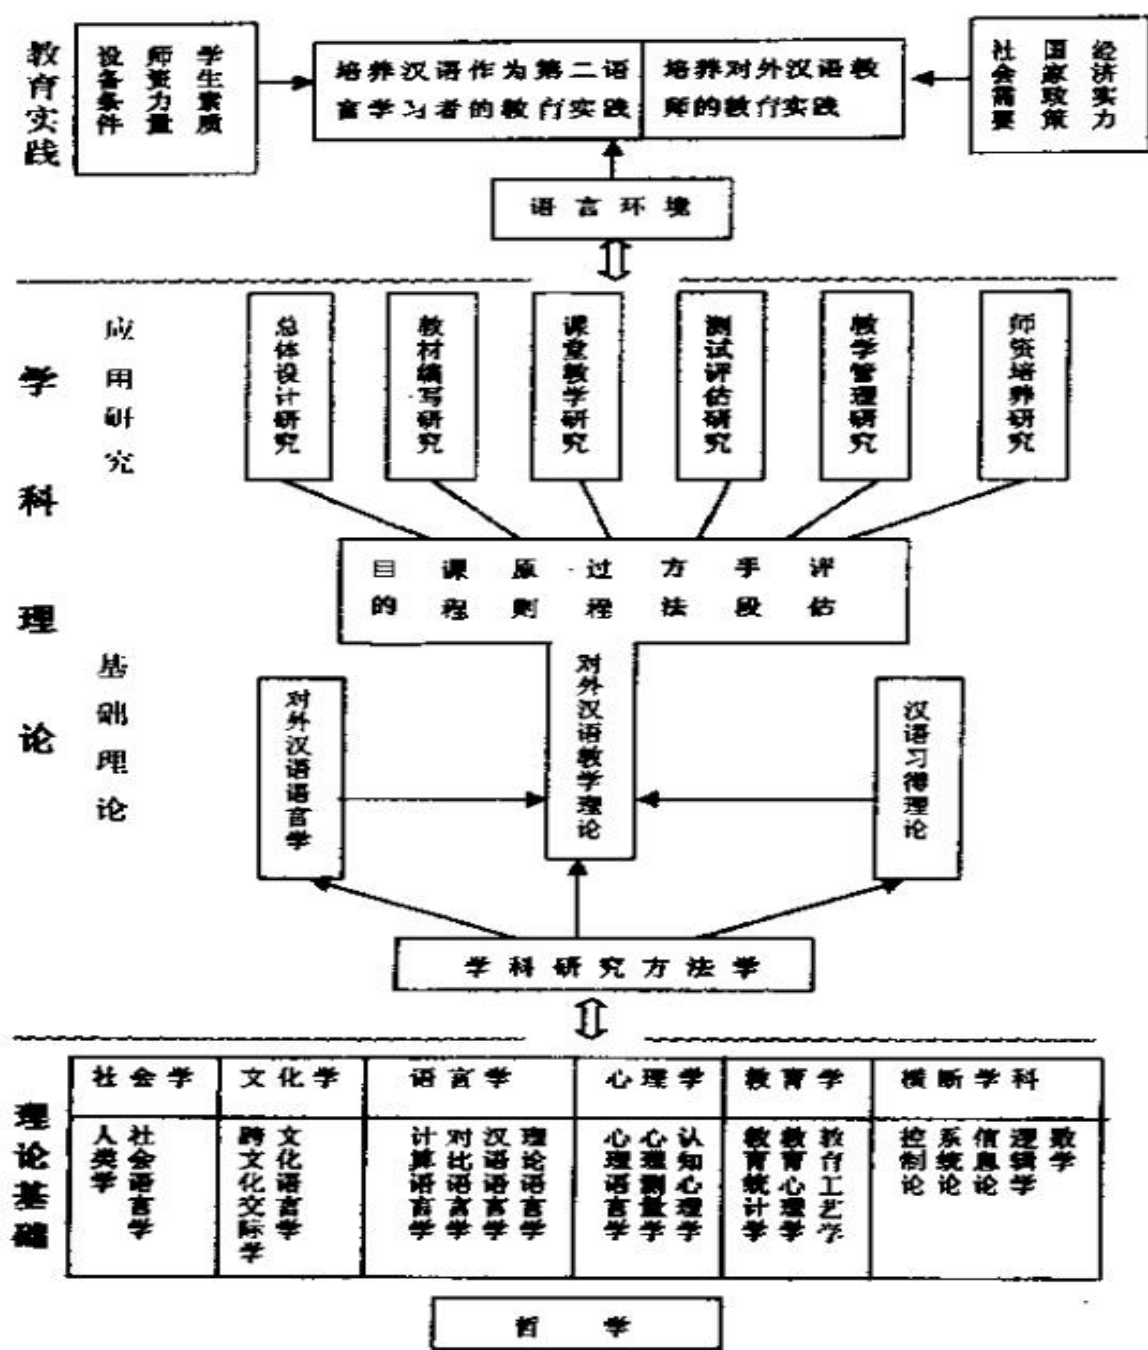 教育实践
设备条件
师资力量
学生素质
培养汉语作为第二语
言学习者的教育实践
培养对外汉语教
师的教育实践
社会需要
国家政策
经济实力
语言环境
学科理论
应用研究
总体设计研究
教材编写研究
课堂教学研究
测试评估研究
教学管理研究
师资培养研究
目的
课程
原则
过程
方法
手段
评估
基础理论
对外汉语语言学
对外汉语教学理论
汉语习得理论
学科研究方法学
理论基础
社会学
文化学
语言学
心理学
教育学
横断学科
人类学
社会语言学
跨文化交际学
文化语言学
计算语言学
对比语言学
汉语语言学
理论语言学
心理语言学
心理测量学
认知心理学
教育统计学
教育心理学
教育工艺学
控制论
系统论
信息论
逻辑学
数学
哲学